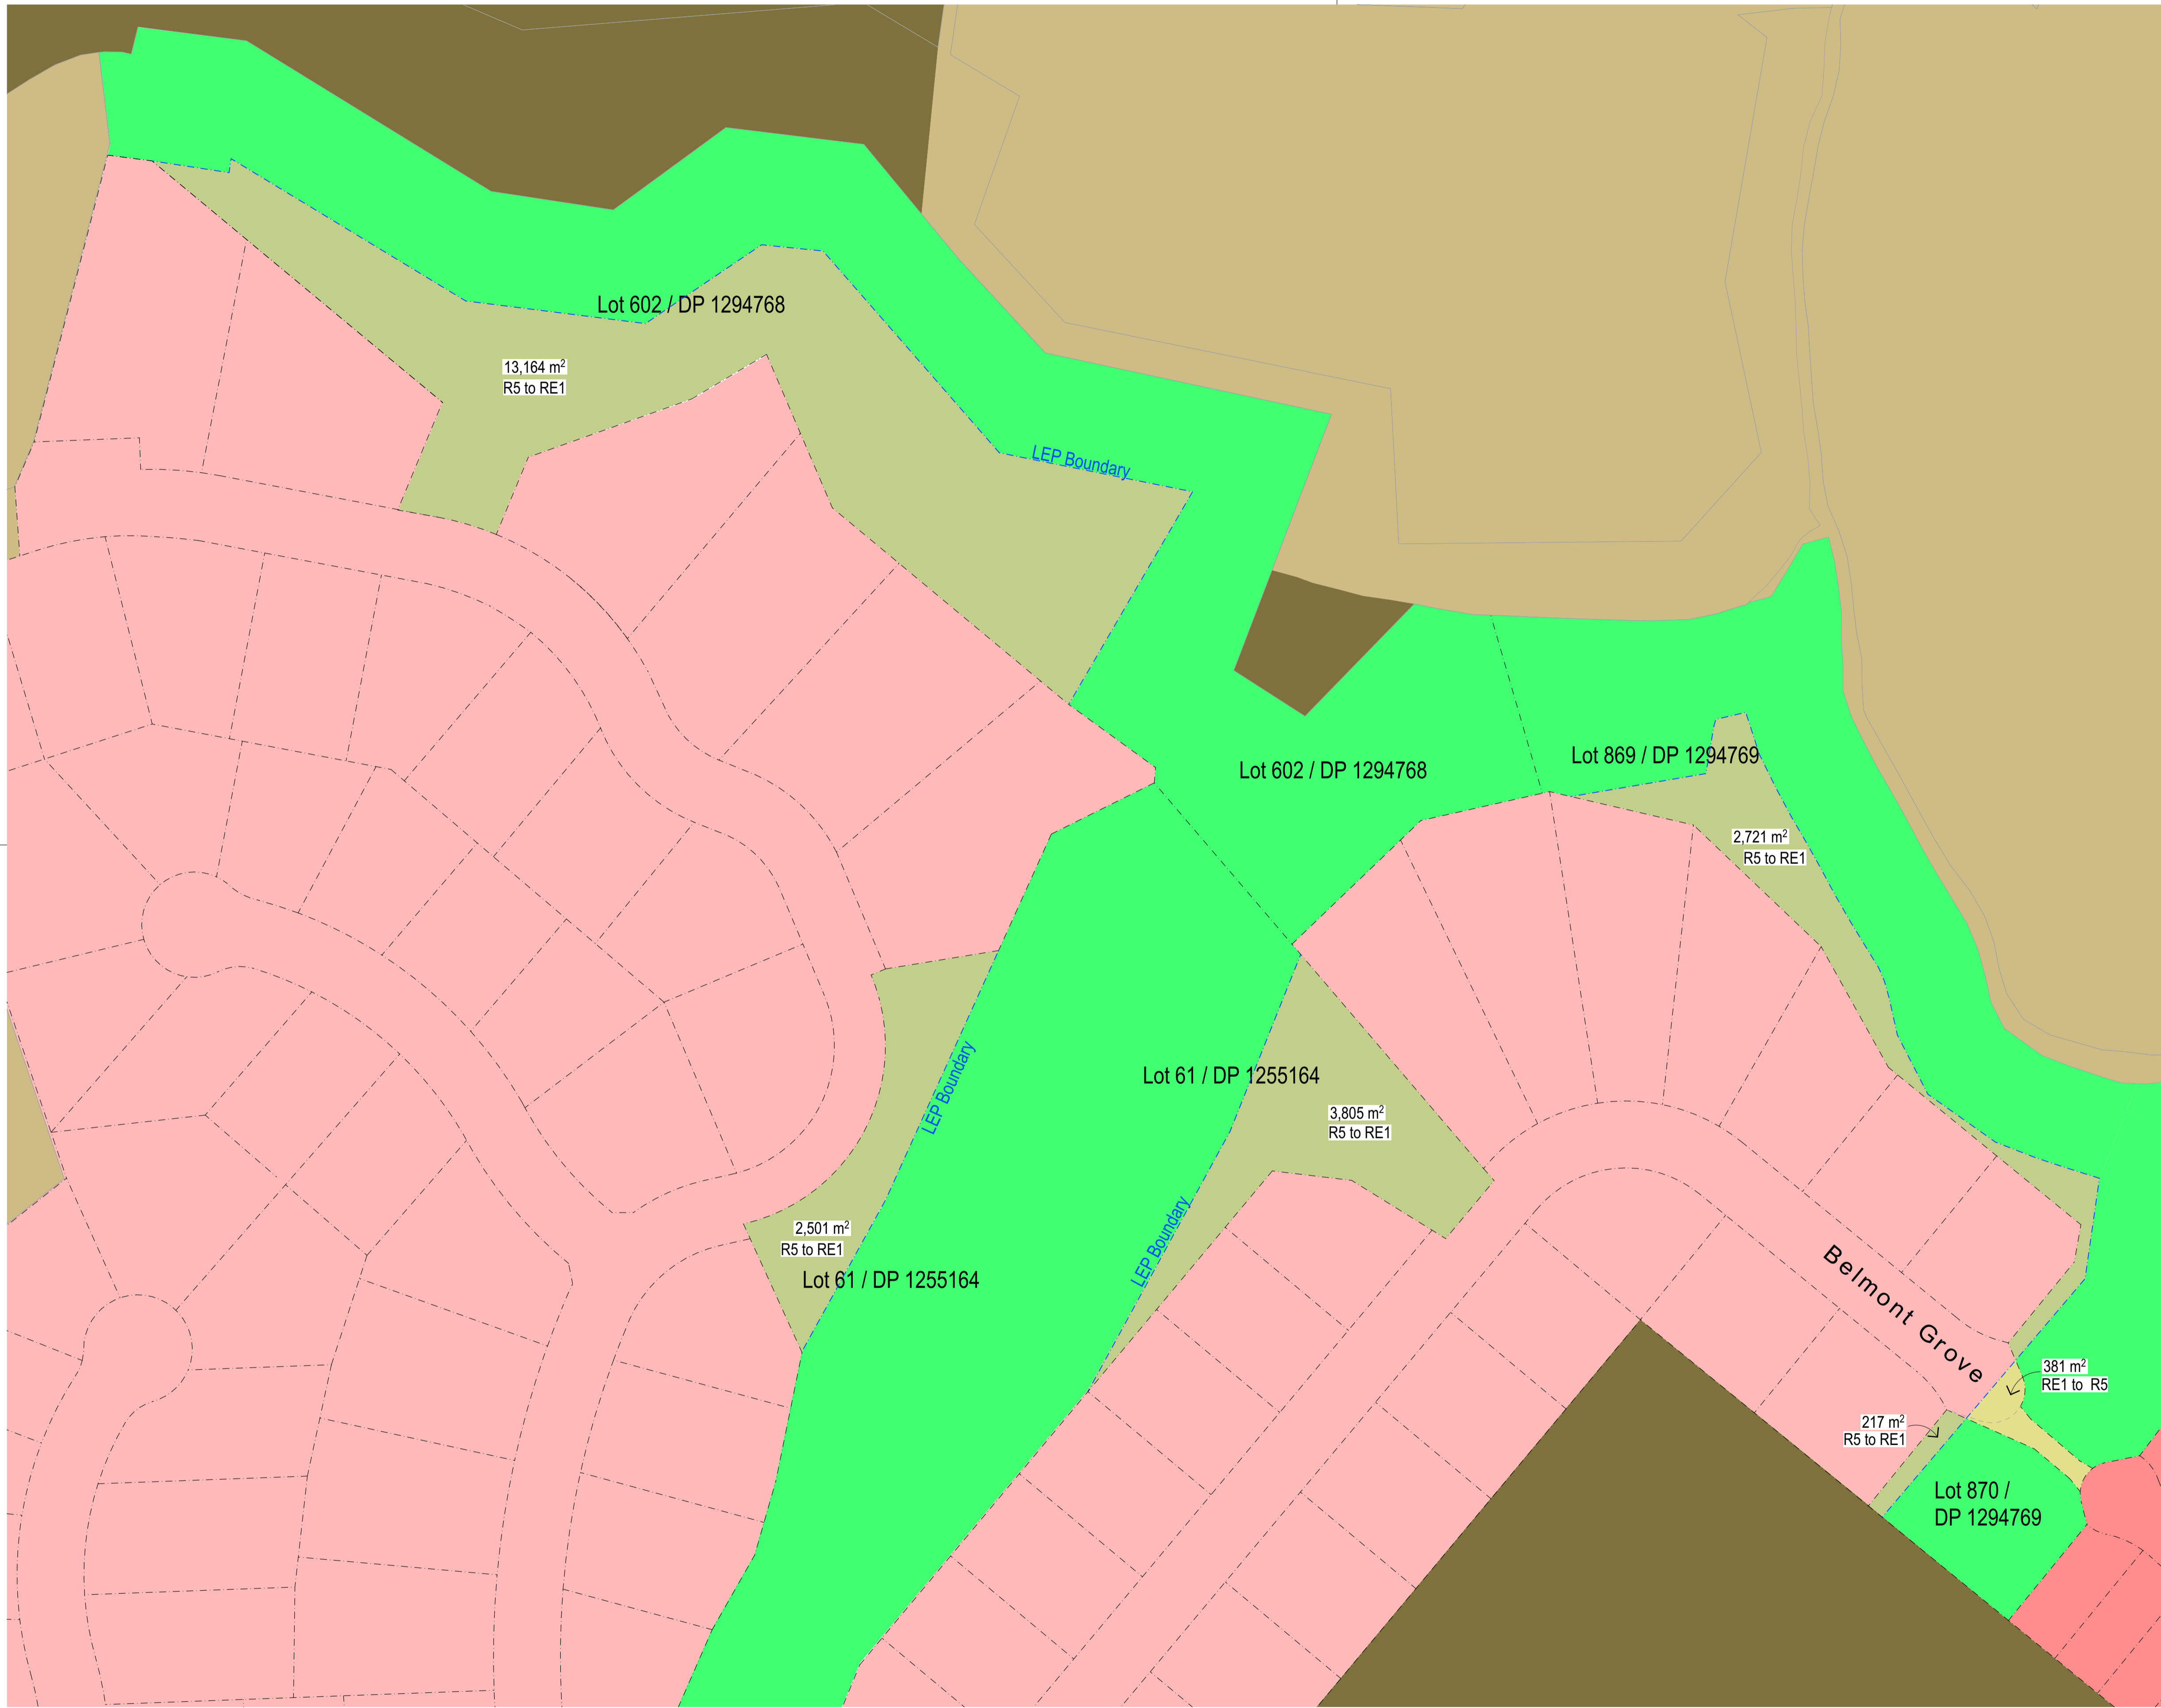 Lot 602 / DP 1294768
13,164 m²
R5 to RE1
LEP Boundary
Lot 602 / DP 1294768
Lot 869 / DP 1294769
2,721 m²
R5 to RE1
LEP Boundary
Lot 61 / DP 1255164
3,805 m²
R5 to RE1
LEP Boundary
2,501 m²
R5 to RE1
Lot 61 / DP 1255164
Belmont Grove
381 m²
RE1 to R5
217 m²
R5 to RE1
Lot 870 /
DP 1294769